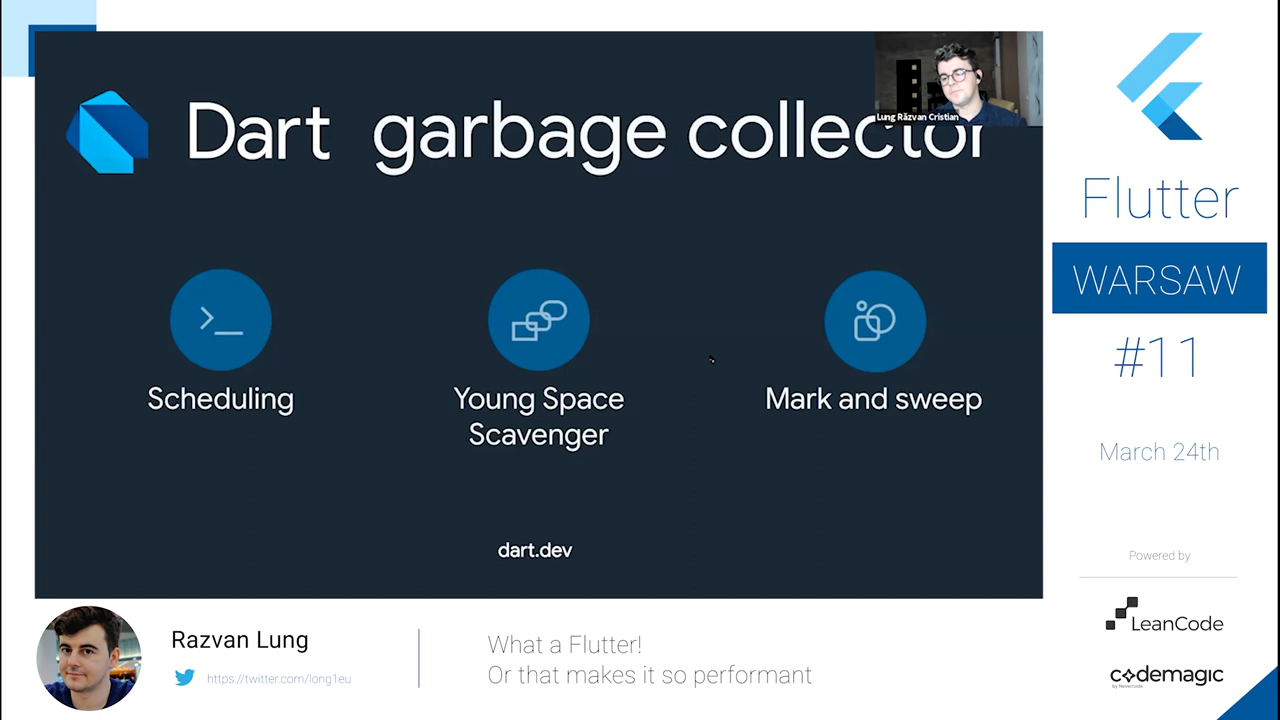 Dart garbage collector
Lung Răzvan Cristian
Scheduling
Young Space
Scavenger
Mark and sweep
dart.dev
Flutter
WARSAW
#11
March 24th
Powered by
LeanCode
codemagic
by Nevercode
Razvan Lung
https://twitter.com/long1eu
What a Flutter!
Or that makes it so performant